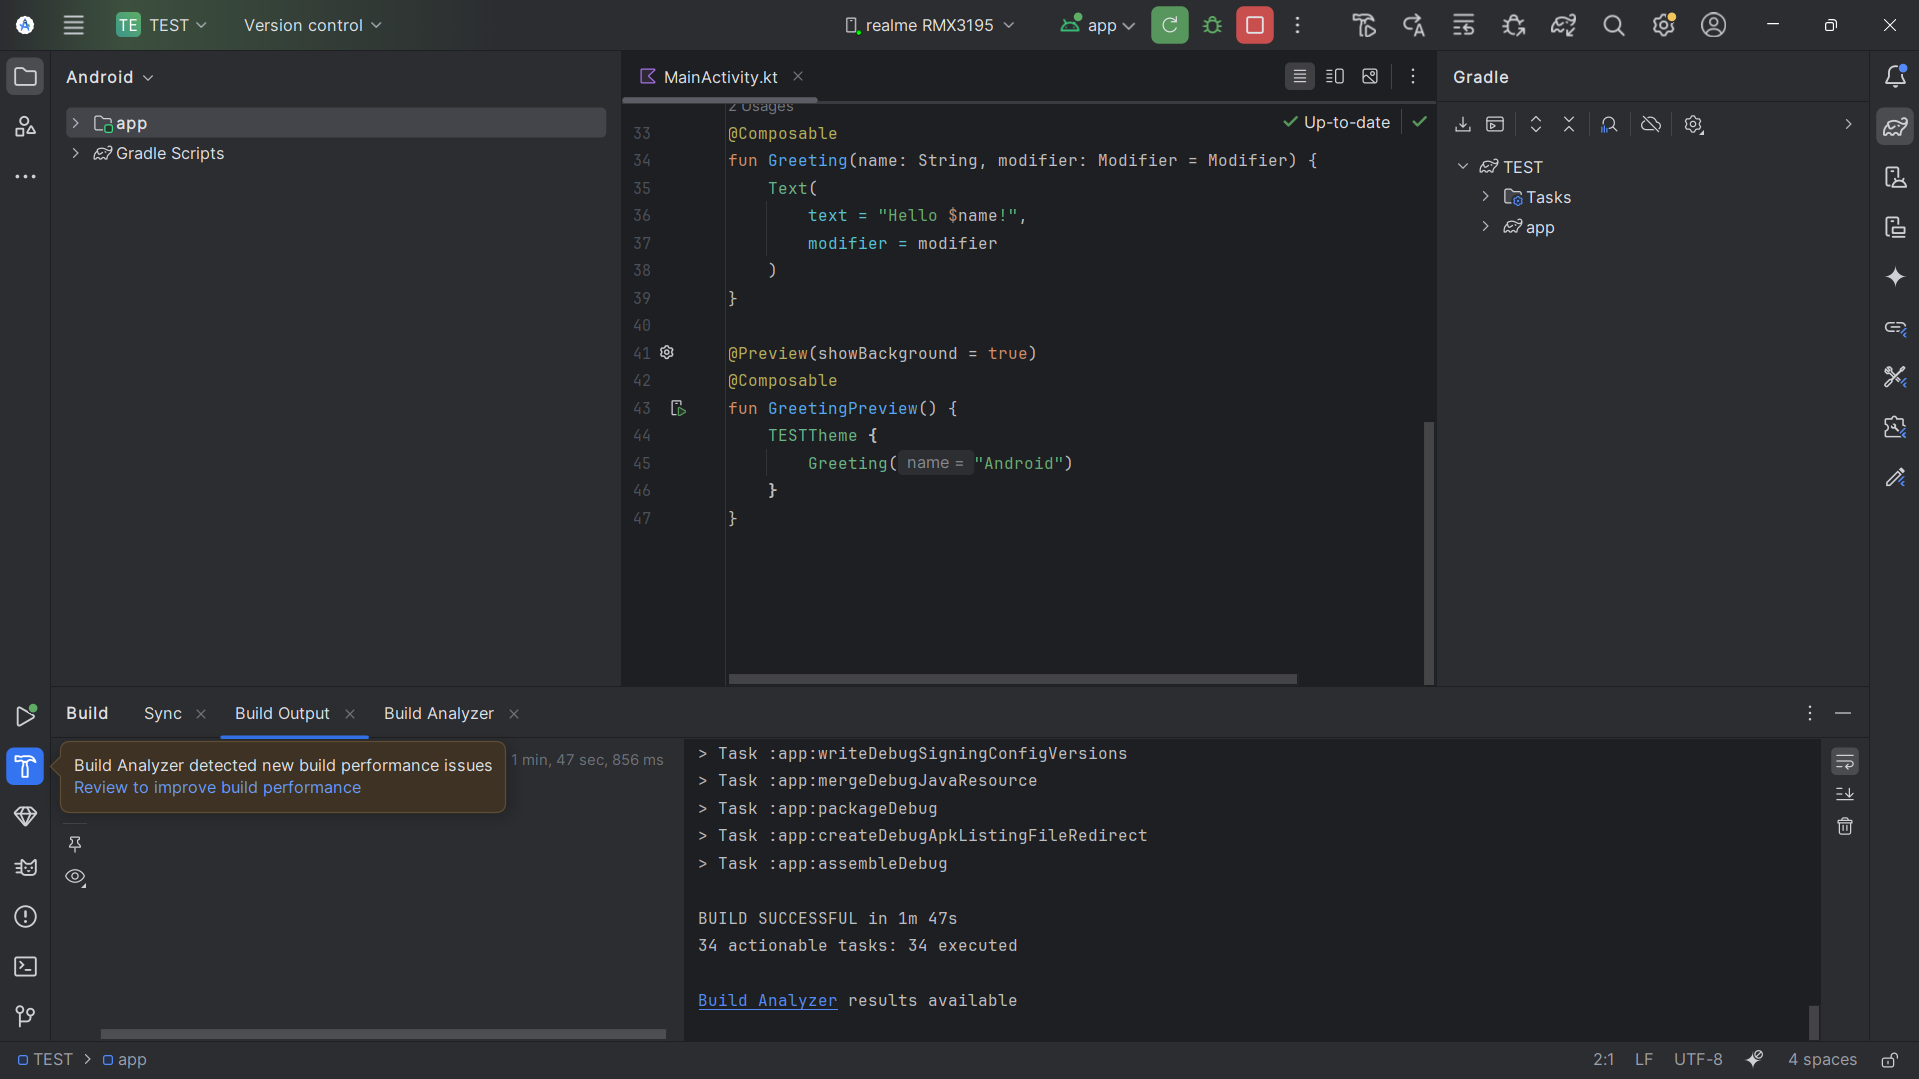 TE TEST
Version control
realme RMX3195
app
Android
app
Gradle Scripts
MainActivity.kt
2 Usages
Up-to-date
33 @Composable
34 fun Greeting(name: String, modifier: Modifier = Modifier) {
35 Text(
36 text = "Hello $name!",
37 modifier = modifier
38 )
39 }
40
41 @Preview(showBackground = true)
42 @Composable
43 fun GreetingPreview() {
44 TESTTheme {
45 Greeting( name = "Android")
46 }
47 }
Gradle
TEST
Tasks
app
Build
Sync
Build Output
Build Analyzer
Build Analyzer detected new build performance issues
Review to improve build performance
1 min, 47 sec, 856 ms
> Task :app:writeDebugSigningConfigVersions
> Task :app:mergeDebugJavaResource
> Task :app:packageDebug
> Task :app:createDebugApkListingFileRedirect
> Task :app:assembleDebug
BUILD SUCCESSFUL in 1m 47s
34 actionable tasks: 34 executed
Build Analyzer results available
TEST > app
2:1
LF
UTF-8
4 spaces